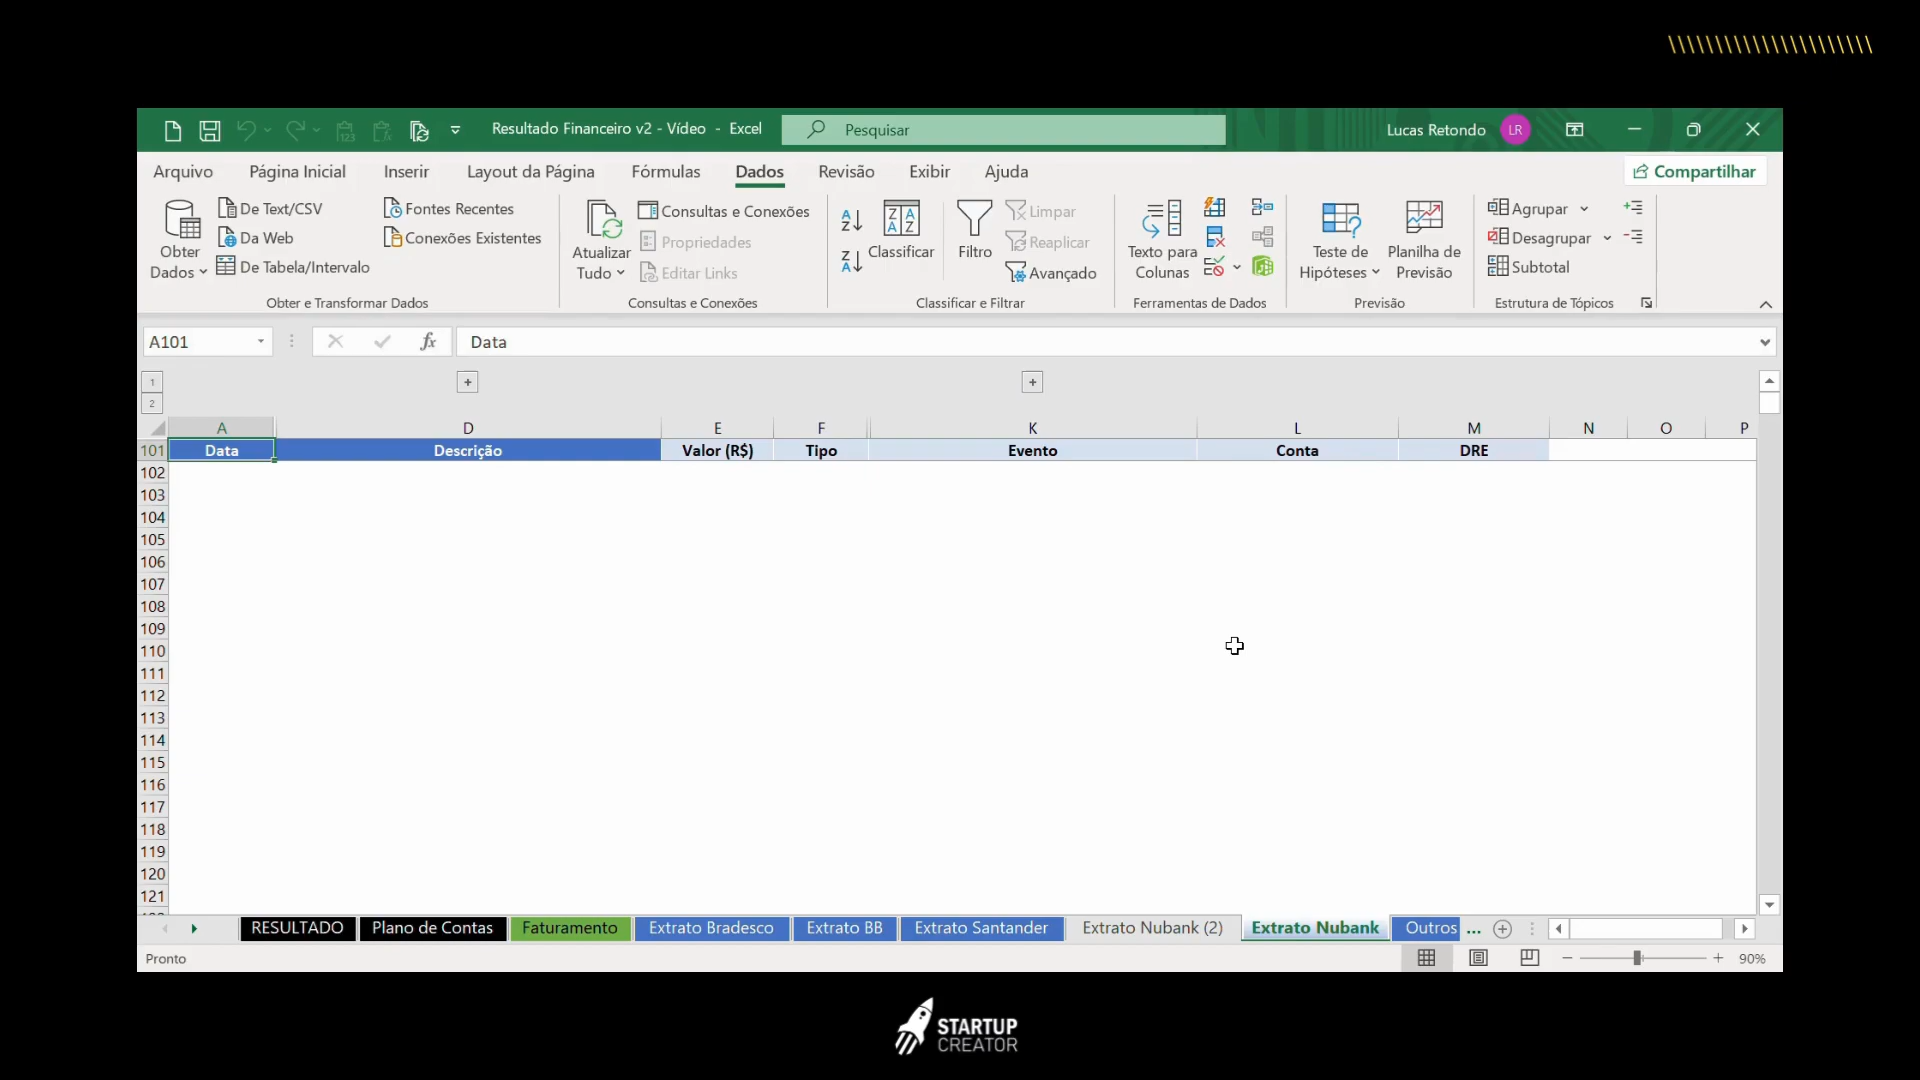 Resultado Financeiro v2 - Vídeo - Excel
Pesquisar
Lucas Retondo LR
Arquivo Página Inicial Inserir Layout da Página Fórmulas Dados Revisão Exibir Ajuda
Compartilhar
Obter Dados
De Text/CSV
Da Web
De Tabela/Intervalo
Fontes Recentes
Conexões Existentes
Obter e Transformar Dados
Atualizar Tudo
Consultas e Conexões
Propriedades
Editar Links
Consultas e Conexões
Classificar
Filtro
Limpar
Reaplicar
Avançado
Classificar e Filtrar
Texto para Colunas
Ferramentas de Dados
Teste de Hipóteses
Planilha de Previsão
Previsão
Agrupar
Desagrupar
Subtotal
Estrutura de Tópicos
A101
fx
Data
1
2
A D E F K L M N O P
101 Data Descrição Valor (R$) Tipo Evento Conta DRE
102
103
104
105
106
107
108
109
110
111
112
113
114
115
116
117
118
119
120
121
RESULTADO Plano de Contas Faturamento Extrato Bradesco Extrato BB Extrato Santander Extrato Nubank (2) Extrato Nubank Outros ...
Pronto
90%
STARTUP
CREATOR